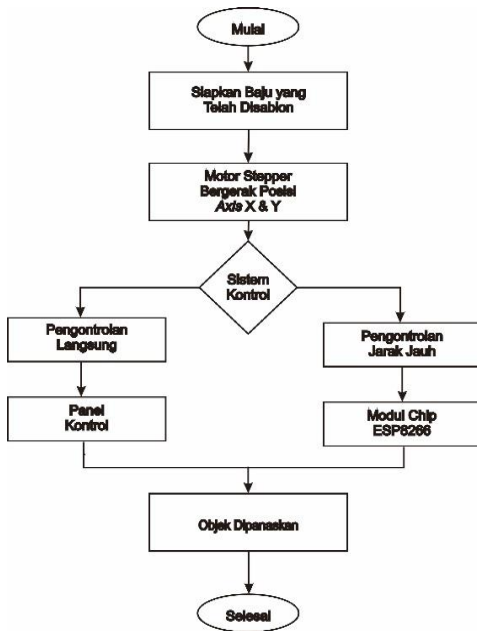 Mulai
Siapkan Baju yang
Telah Disablon
Motor Stepper
Bergerak Posisi
Axis X & Y
Sistem
Kontrol
Pengontrolan
Langsung
Pengontrolan
Jarak Jauh
Panel
Kontrol
Modul Chip
ESP8266
Objek Dipanaskan
Selesai